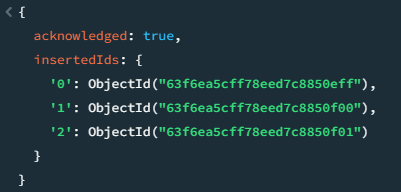 < {
acknowledged: true,
insertedIds: {
'0': ObjectId("63f6ea5cff78eed7c8850eff"),
'1': ObjectId("63f6ea5cff78eed7c8850f00"),
'2': ObjectId("63f6ea5cff78eed7c8850f01")
}
}